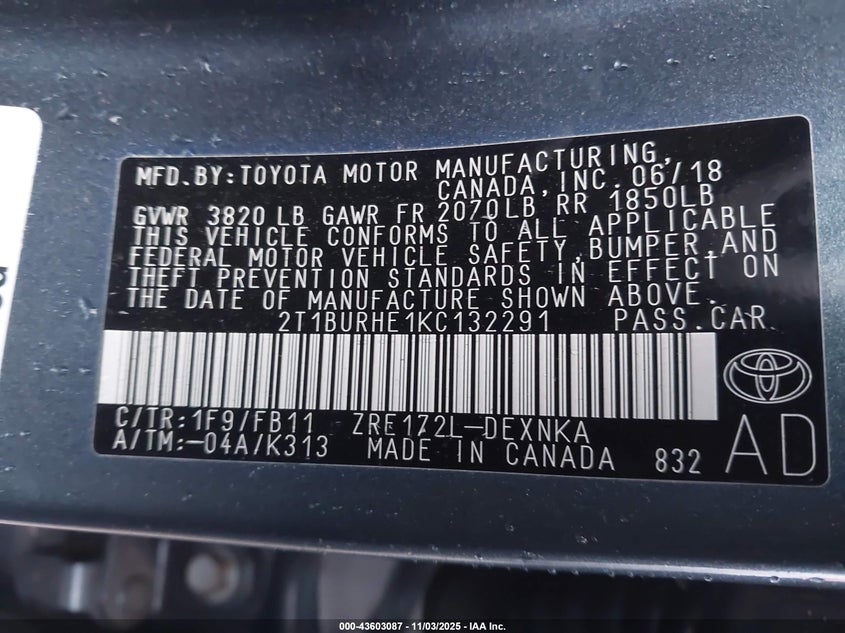 MFD.BY:TOYOTA MOTOR MANUFACTURING,
CANADA,INC. 06/18
GVWR 3820 LB GAWR FR 2070LB RR 1850LB
THIS VEHICLE CONFORMS TO ALL APPLICABLE
FEDERAL MOTOR VEHICLE SAFETY,BUMPER,AND
THEFT PREVENTION STANDARDS IN EFFECT ON
THE DATE OF MANUFACTURE SHOWN ABOVE.
2T1BURHE1KC132291 PASS.CAR
C/TR:1F9/FB11 ZRE172L-DEXNKA
A/TM:-04A/K313 MADE IN CANADA 832
AD
000-43603087 - 11/03/2025 - IAA Inc.